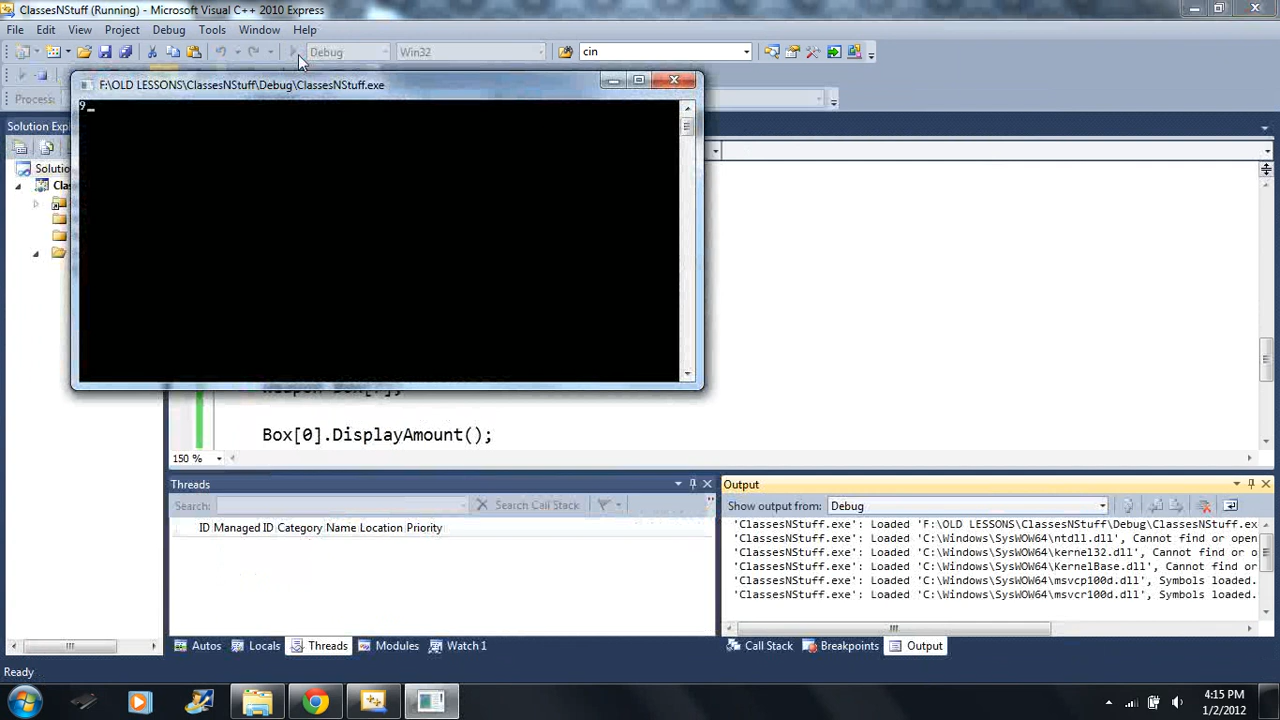 ClassesNStuff (Running) - Microsoft Visual C++ 2010 Express
File Edit View Project Debug Tools Window Help
Debug Win32 cin
Process:
F:\OLD LESSONS\ClassesNStuff\Debug\ClassesNStuff.exe
9_
Solution Expl
Solutio
Cla
Box[0].DisplayAmount();
150 %
Threads
Search: Search Call Stack
ID Managed ID Category Name Location Priority
Output
Show output from: Debug
'ClassesNStuff.exe': Loaded 'F:\OLD LESSONS\ClassesNStuff\Debug\ClassesNStuff.exe
'ClassesNStuff.exe': Loaded 'C:\Windows\SysWOW64\ntdll.dll', Cannot find or open
'ClassesNStuff.exe': Loaded 'C:\Windows\SysWOW64\kernel32.dll', Cannot find or o
'ClassesNStuff.exe': Loaded 'C:\Windows\SysWOW64\KernelBase.dll', Cannot find or
'ClassesNStuff.exe': Loaded 'C:\Windows\SysWOW64\msvcp100d.dll', Symbols loaded.
'ClassesNStuff.exe': Loaded 'C:\Windows\SysWOW64\msvcr100d.dll', Symbols loaded.
Autos Locals Threads Modules Watch 1
Call Stack Breakpoints Output
Ready
4:15 PM
1/2/2012